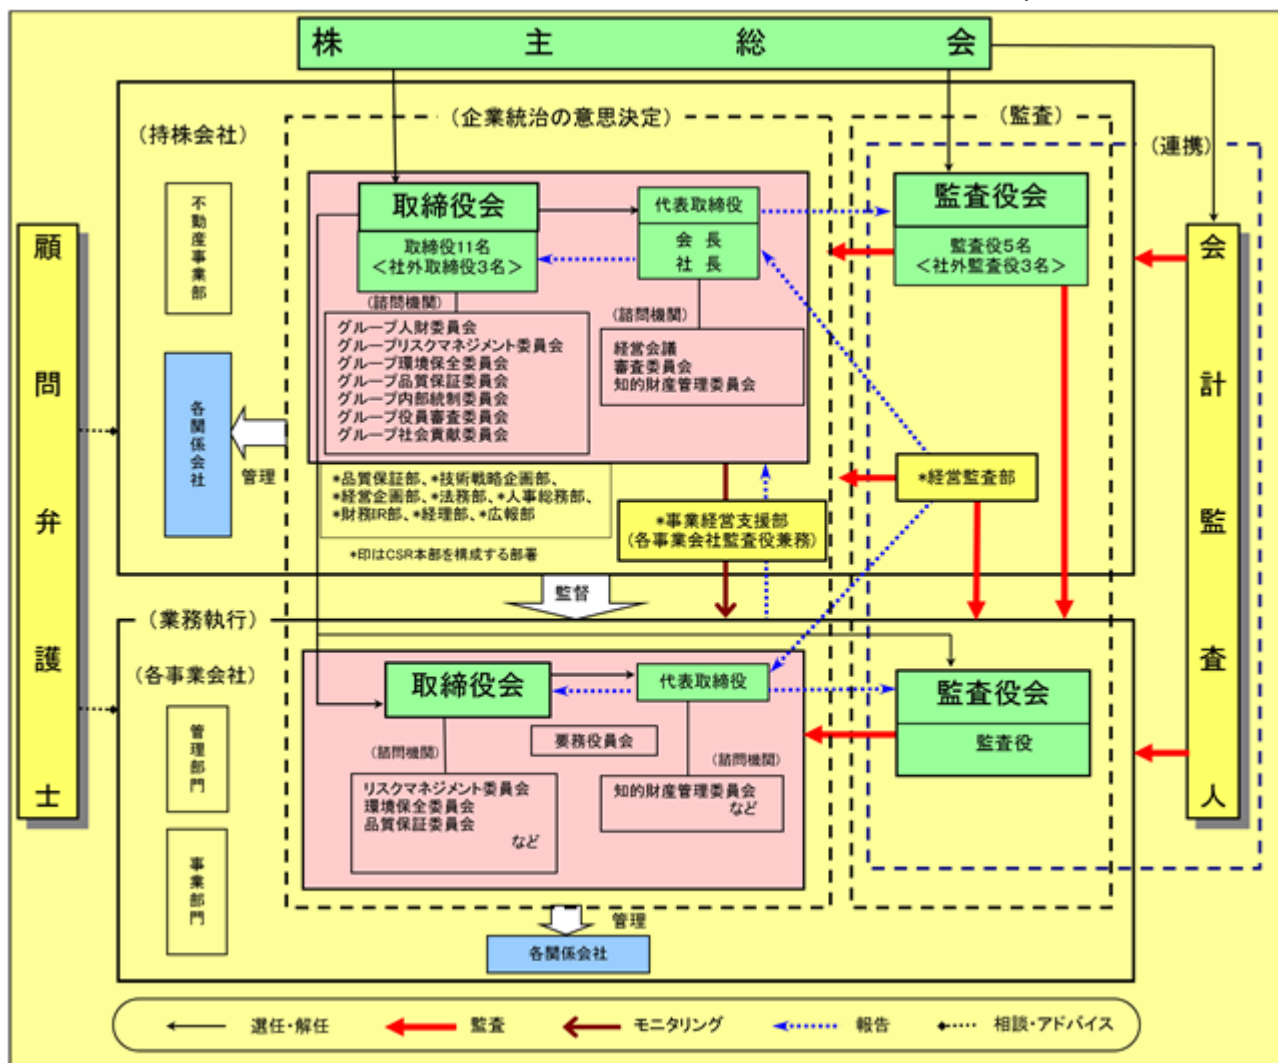 株主総会
（持株会社）
（企業統治の意思決定）
（監査）
（連携）
不動産事業部
取締役会
取締役11名
＜社外取締役3名＞
代表取締役
会長
社長
監査役会
監査役5名
＜社外監査役3名＞
顧問弁護士
会計監査人
（諮問機関）
グループ人財委員会
グループリスクマネジメント委員会
グループ環境保全委員会
グループ品質保証委員会
グループ内部統制委員会
グループ役員審査委員会
グループ社会貢献委員会
（諮問機関）
経営会議
審査委員会
知的財産管理委員会
各関係会社
管理
*品質保証部、*技術戦略企画部、
*経営企画部、*法務部、*人事総務部、
*財務IR部、*経理部、*広報部
*印はCSR本部を構成する部署
*事業経営支援部
（各事業会社監査役兼務）
*経営監査部
監督
（業務執行）
（各事業会社）
管理部門
事業部門
取締役会
代表取締役
監査役会
監査役
要務役員会
（諮問機関）
リスクマネジメント委員会
環境保全委員会
品質保証委員会
など
（諮問機関）
知的財産管理委員会
など
管理
各関係会社
選任・解任
監査
モニタリング
報告
相談・アドバイス